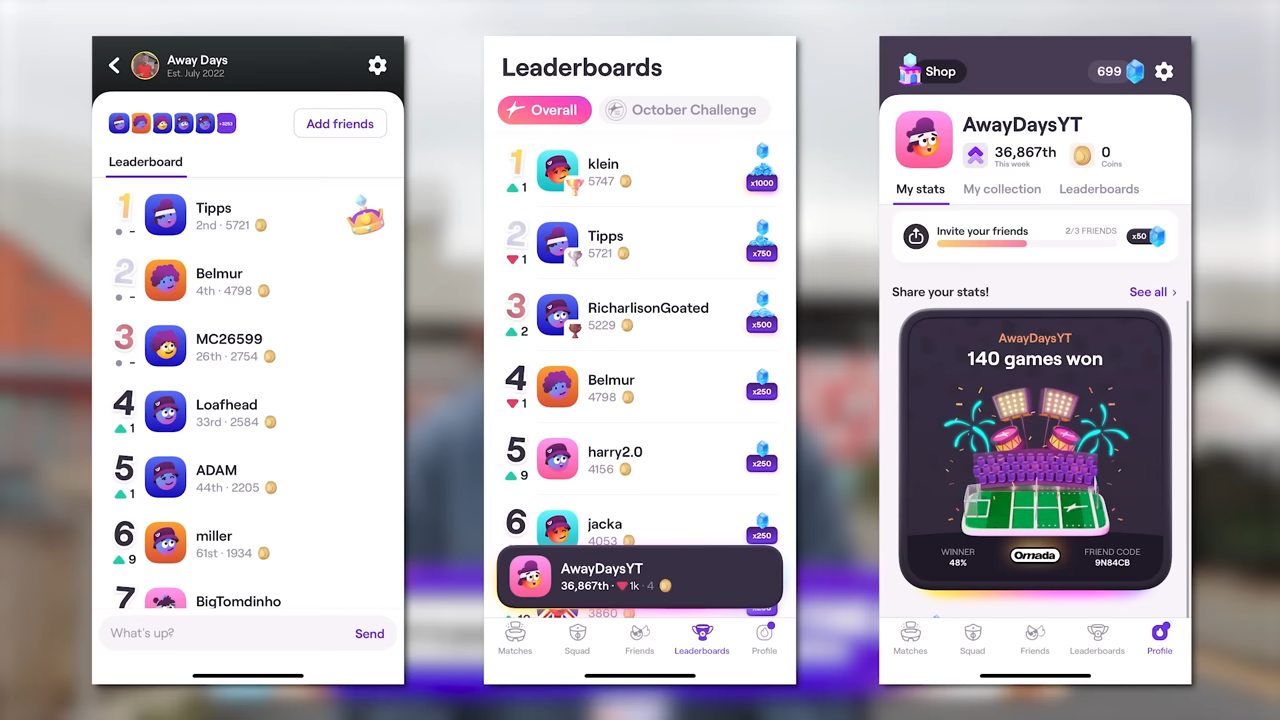 Away Days
Est. July 2022
+5252
Add friends
Leaderboard
1
Tipps
2nd · 5721
-
2
Belmur
4th · 4798
-
3
MC26599
26th · 2754
-
4
Loafhead
33rd · 2584
1
5
ADAM
44th · 2205
1
6
miller
61st · 1934
9
7
BigTomdinho
What's up?
Send
Leaderboards
Overall
October Challenge
1
klein
1
5747
x1000
2
Tipps
1
5721
x750
3
RicharlisonGoated
2
5229
x500
4
Belmur
1
4798
x250
5
harry2.0
9
4156
x250
6
jacka
4053
x250
AwayDaysYT
36,867th · 1k · 4
3860
Matches
Squad
Friends
Leaderboards
Profile
Shop
699
AwayDaysYT
36,867th
This week
0
Coins
My stats
My collection
Leaderboards
Invite your friends
2/3 FRIENDS
x50
Share your stats!
See all ›
AwayDaysYT
140 games won
WINNER
48%
Omada
FRIEND CODE
9N84CB
Matches
Squad
Friends
Leaderboards
Profile